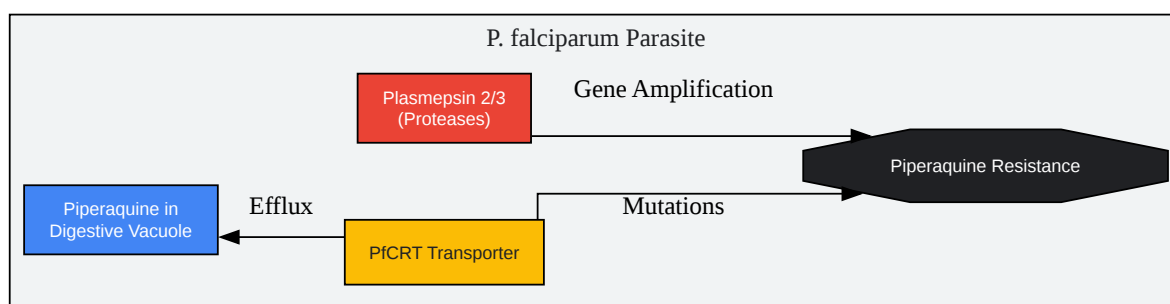 P. falciparum Parasite
Plasmepsin 2/3
(Proteases)
Gene Amplification
Piperaquine Resistance
Piperaquine in
Digestive Vacuole
Efflux
PfCRT Transporter
Mutations